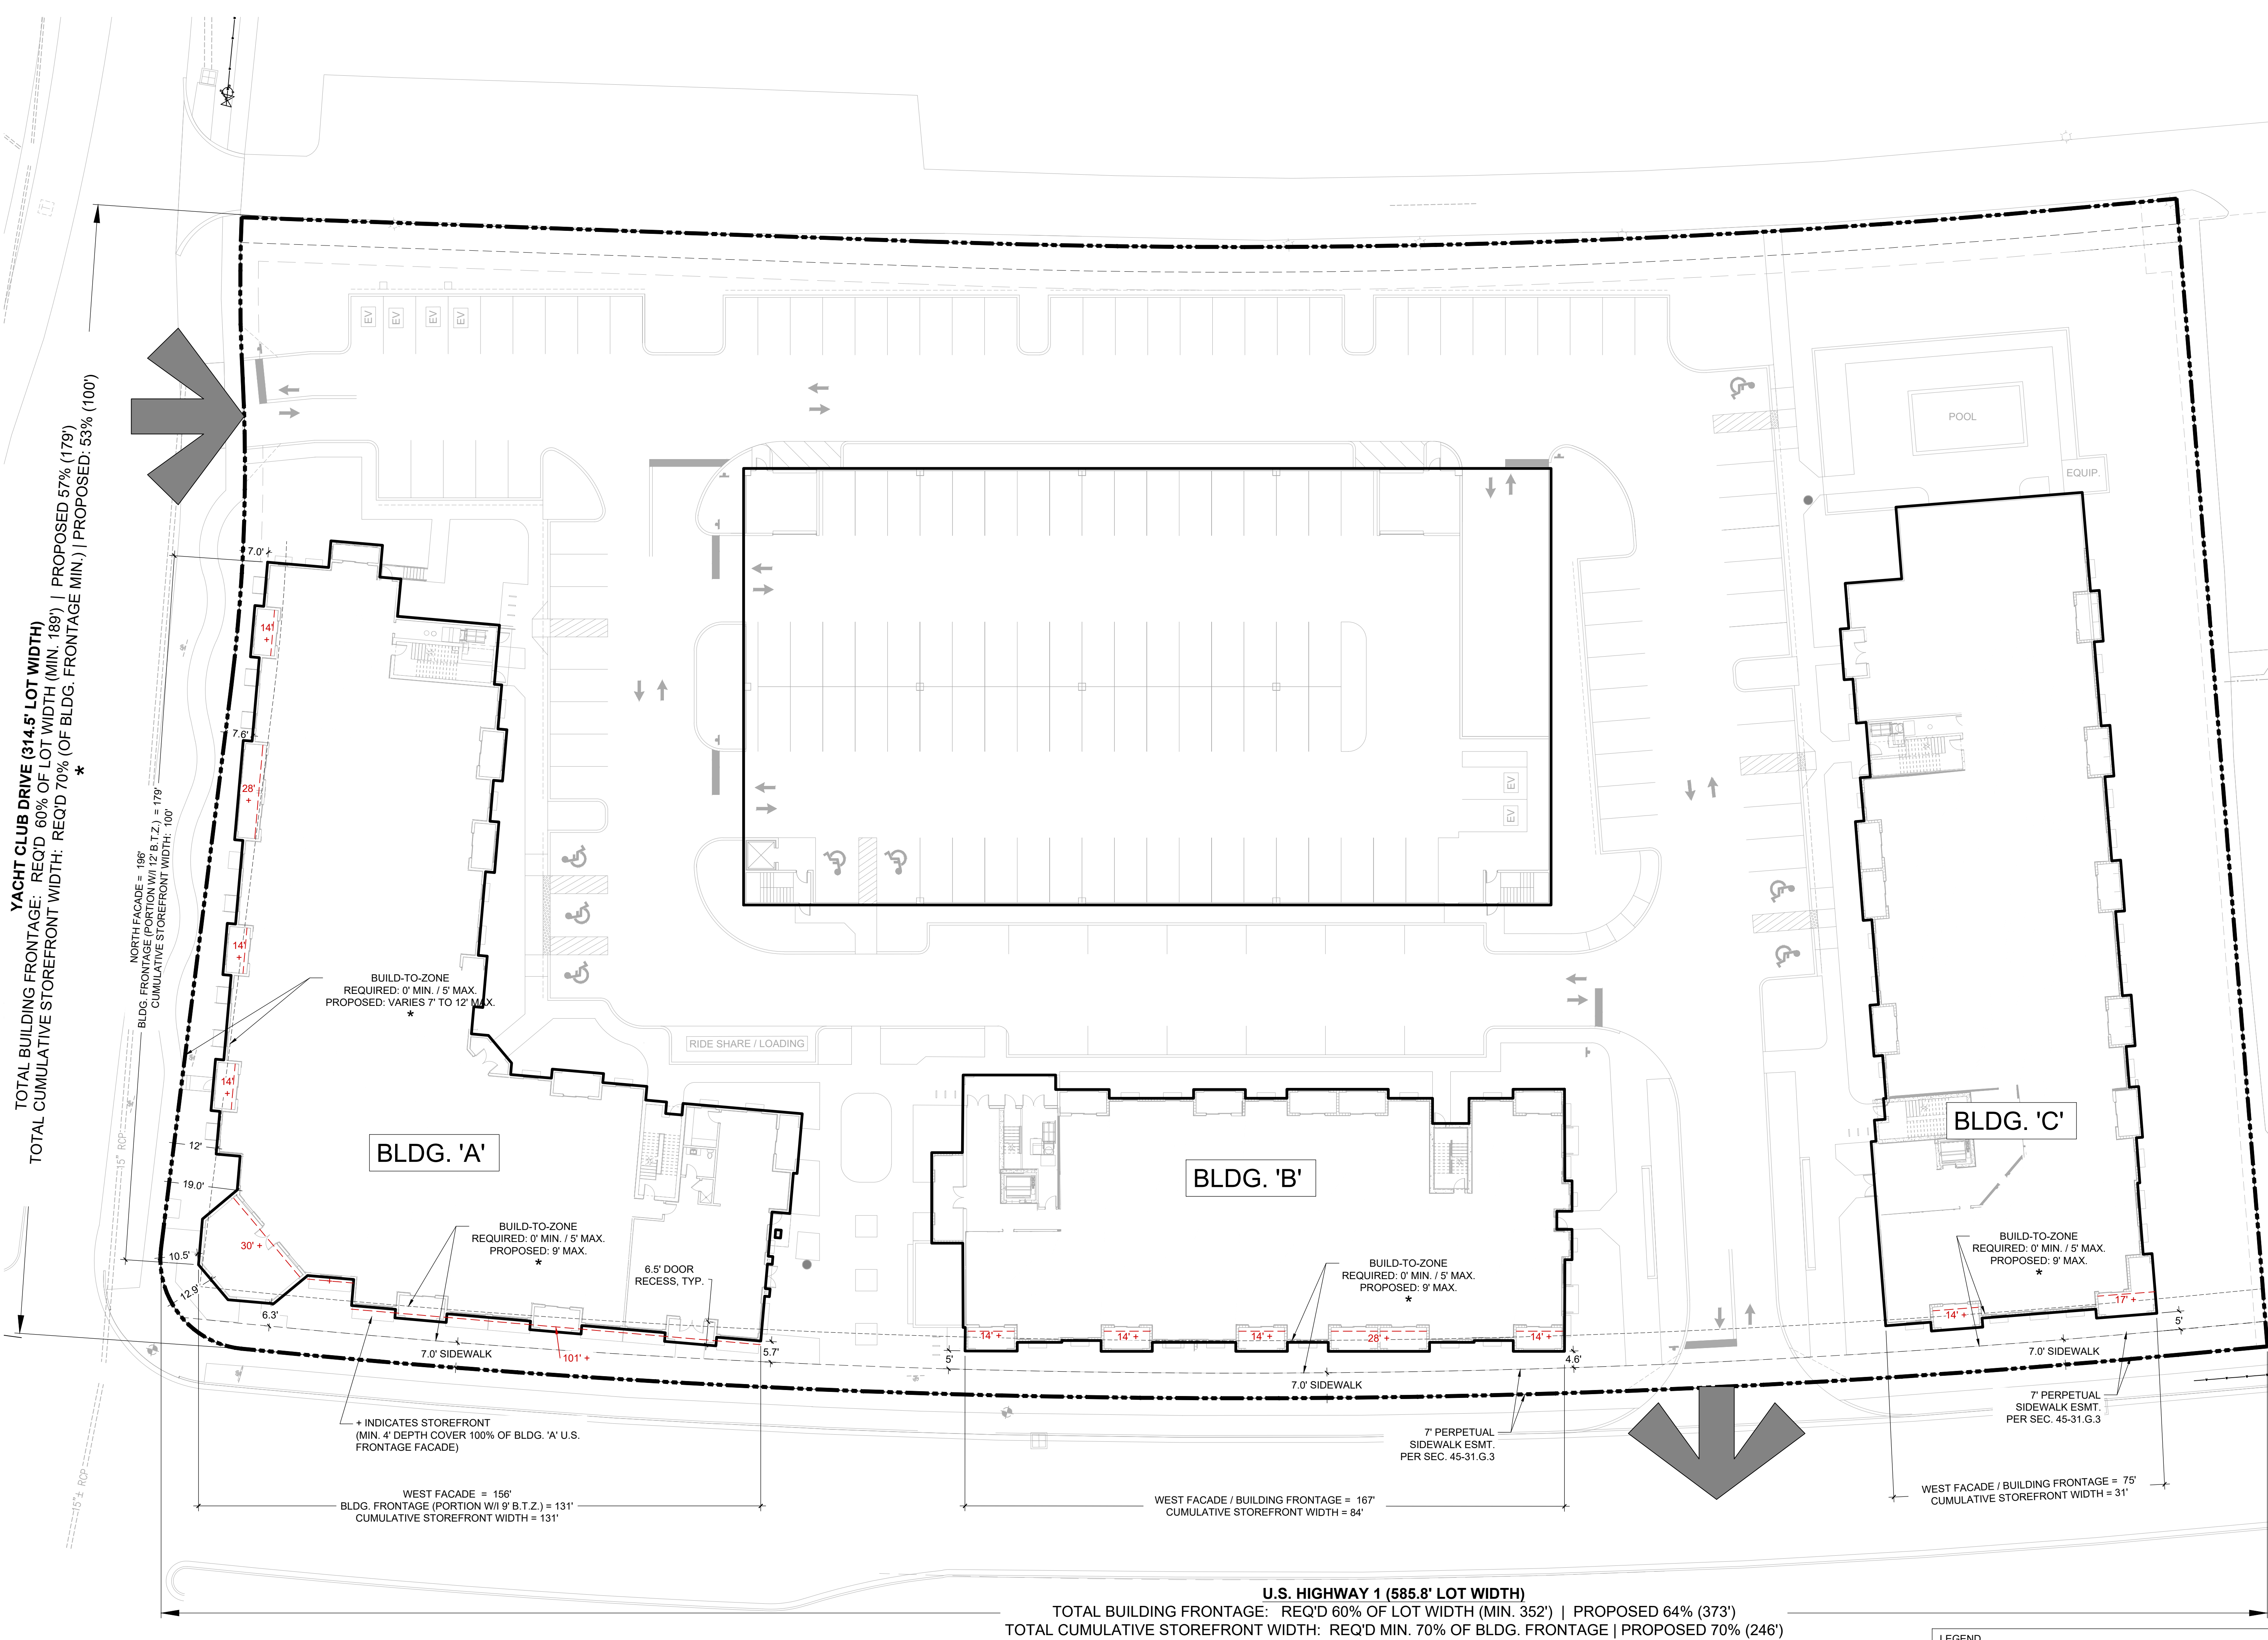 YACHT CLUB DRIVE (314.5' LOT WIDTH)
TOTAL BUILDING FRONTAGE: REQ'D 60% OF LOT WIDTH (MIN. 189') | PROPOSED 57% (179')
TOTAL CUMULATIVE STOREFRONT WIDTH: REQ'D 70% (OF BLDG. FRONTAGE MIN.) | PROPOSED: 53% (100')
*
NORTH FACADE = 196'
BLDG. FRONTAGE (PORTION W/I 12' B.T.Z.) = 179'
CUMULATIVE STOREFRONT WIDTH: 100'
EV
EV
EV
EV
POOL
EQUIP.
7.0'
14'
+
7.6'
28'
+
14'
+
14'
+
EV
EV
BUILD-TO-ZONE
REQUIRED: 0' MIN. / 5' MAX.
PROPOSED: VARIES 7' TO 12' MAX.
*
RIDE SHARE / LOADING
15" RCP
12'
19.0'
10.5'
12.9'
6.3'
30' +
BLDG. 'A'
BLDG. 'B'
BLDG. 'C'
BUILD-TO-ZONE
REQUIRED: 0' MIN. / 5' MAX.
PROPOSED: 9' MAX.
*
6.5' DOOR
RECESS, TYP.
BUILD-TO-ZONE
REQUIRED: 0' MIN. / 5' MAX.
PROPOSED: 9' MAX.
*
BUILD-TO-ZONE
REQUIRED: 0' MIN. / 5' MAX.
PROPOSED: 9' MAX.
*
7.0' SIDEWALK
101' +
5.7'
5'
14' +
14' +
14' +
28' +
14' +
4.6'
7.0' SIDEWALK
14' +
17' +
5'
7.0' SIDEWALK
+ INDICATES STOREFRONT
(MIN. 4' DEPTH COVER 100% OF BLDG. 'A' U.S.
FRONTAGE FACADE)
7' PERPETUAL
SIDEWALK ESMT.
PER SEC. 45-31.G.3
7' PERPETUAL
SIDEWALK ESMT.
PER SEC. 45-31.G.3
15"± RCP
WEST FACADE = 156'
BLDG. FRONTAGE (PORTION W/I 9' B.T.Z.) = 131'
CUMULATIVE STOREFRONT WIDTH = 131'
WEST FACADE / BUILDING FRONTAGE = 167'
CUMULATIVE STOREFRONT WIDTH = 84'
WEST FACADE / BUILDING FRONTAGE = 75'
CUMULATIVE STOREFRONT WIDTH = 31'
U.S. HIGHWAY 1 (585.8' LOT WIDTH)
TOTAL BUILDING FRONTAGE: REQ'D 60% OF LOT WIDTH (MIN. 352') | PROPOSED 64% (373')
TOTAL CUMULATIVE STOREFRONT WIDTH: REQ'D MIN. 70% OF BLDG. FRONTAGE | PROPOSED 70% (246')
LEGEND